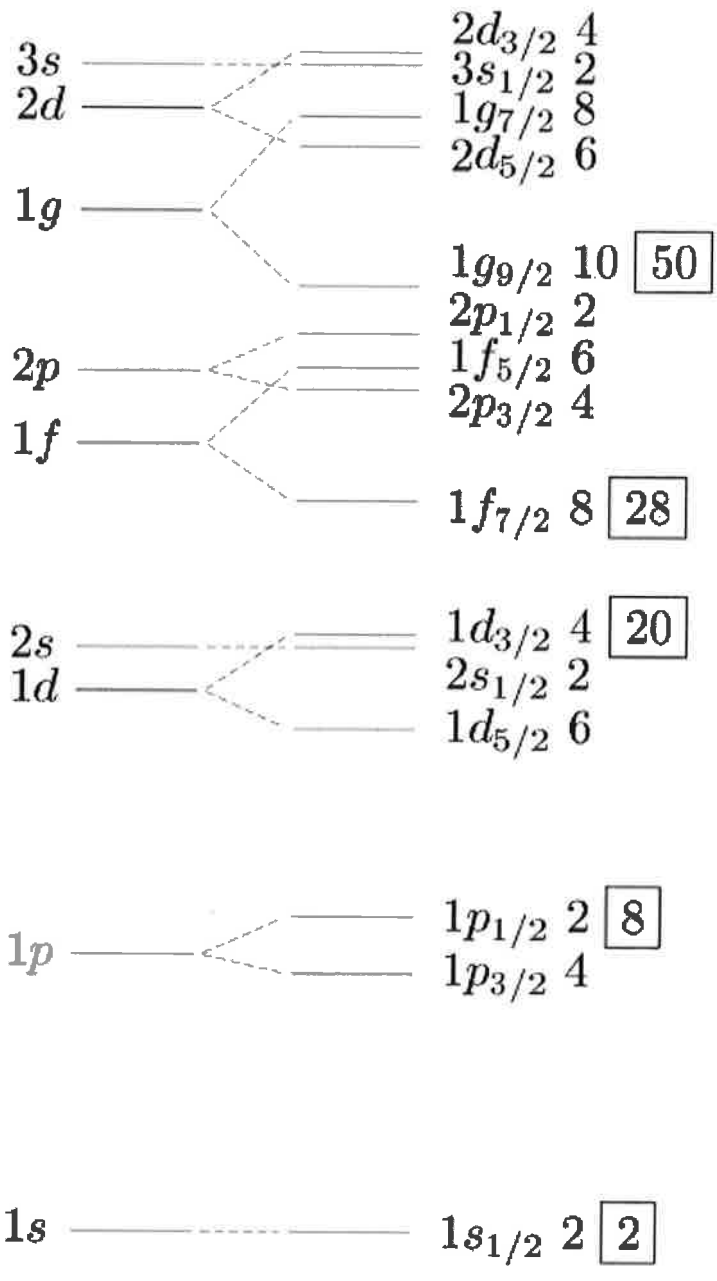 3s
2d
1g
2p
1f
2s
1d
1p
1s
2d3/2 4
3s1/2 2
1g7/2 8
2d5/2 6
1g9/2 10 50
2p1/2 2
1f5/2 6
2p3/2 4
1f7/2 8 28
1d3/2 4 20
2s1/2 2
1d5/2 6
1p1/2 2 8
1p3/2 4
1s1/2 2 2